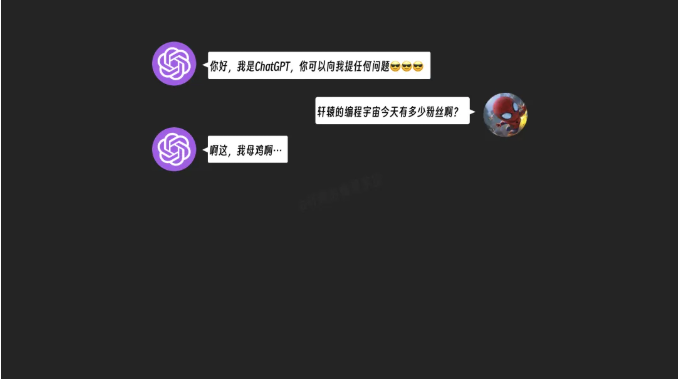 你好，我是ChatGPT，你可以向我提任何问题😎😎😎
轩辕的编程宇宙今天有多少粉丝啊？
啊这，我母鸡啊…